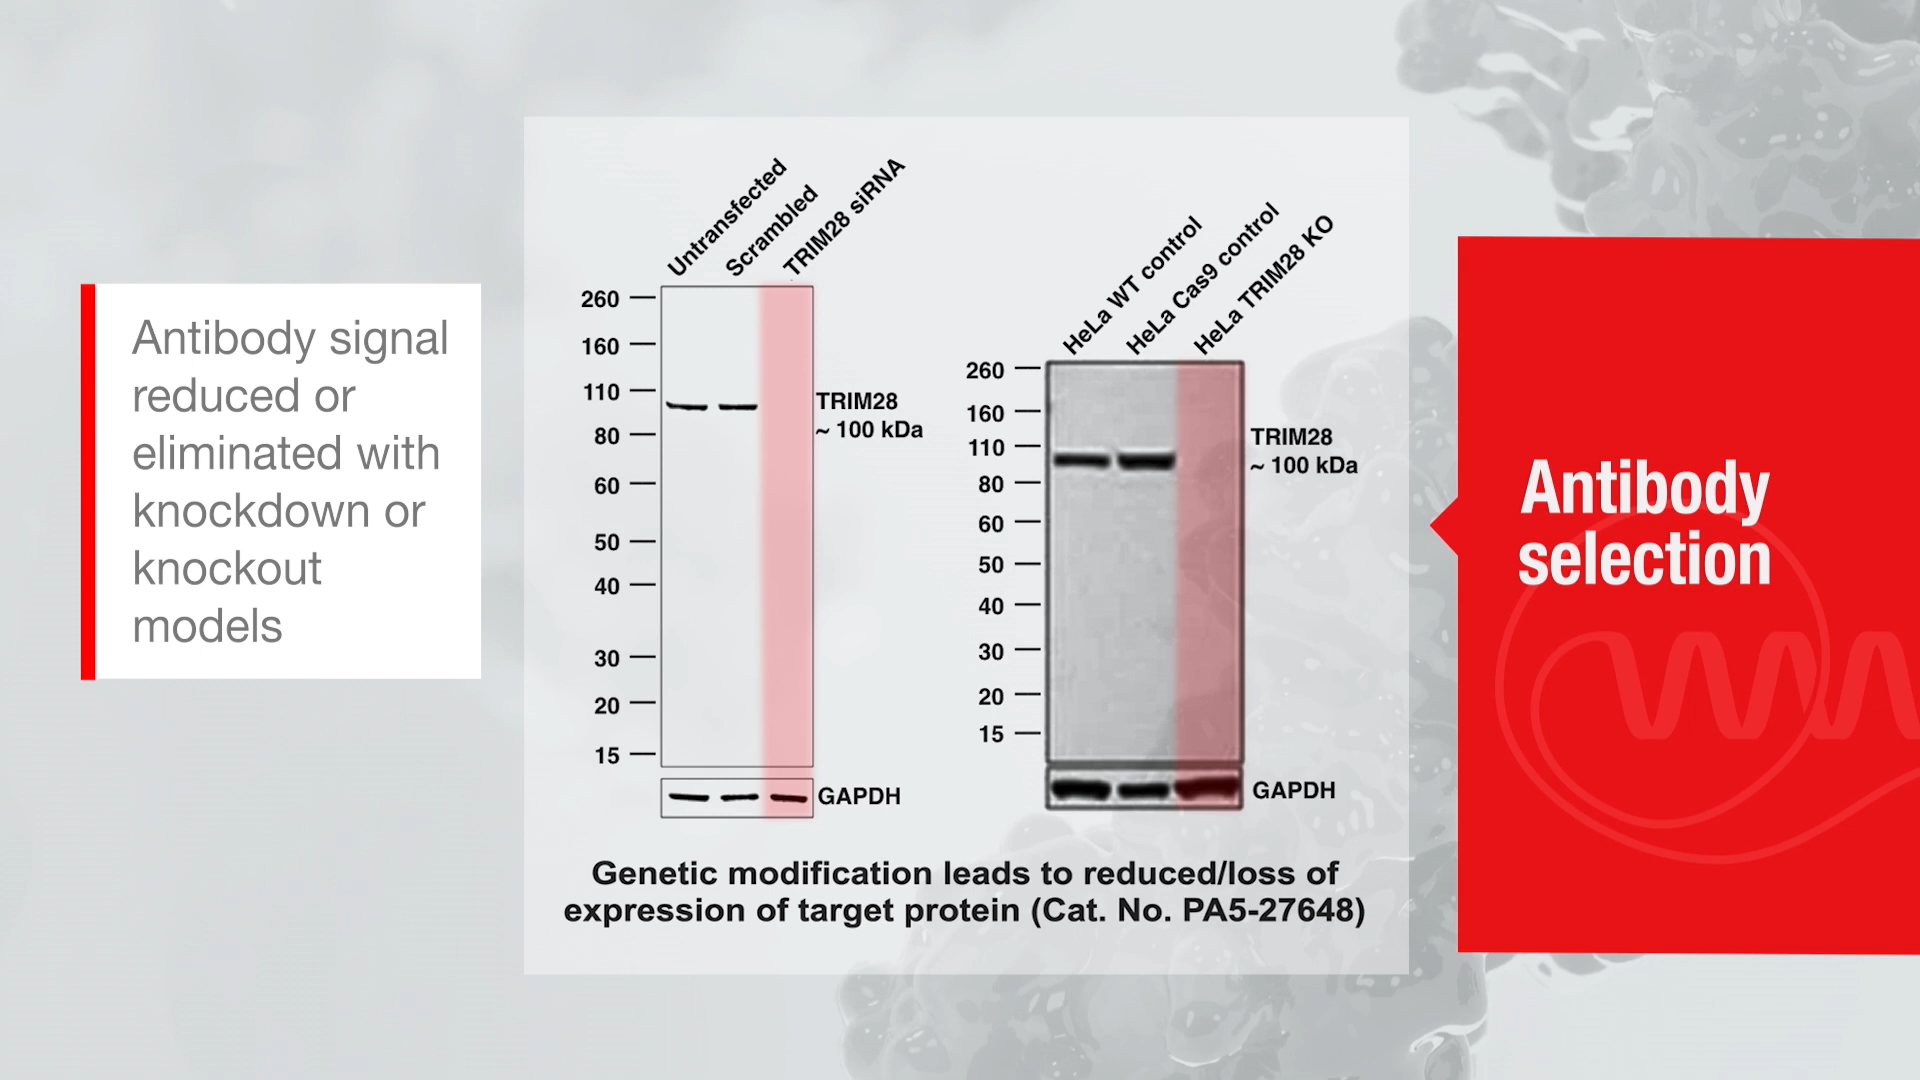 Antibody signal
reduced or
eliminated with
knockdown or
knockout
models
Untransfected
Scrambled
TRIM28 siRNA
260
160
110
80
60
50
40
30
20
15
TRIM28
~ 100 kDa
GAPDH
HeLa WT control
HeLa Cas9 control
HeLa TRIM28 KO
260
160
110
80
60
50
40
30
20
15
TRIM28
~ 100 kDa
GAPDH
Genetic modification leads to reduced/loss of
expression of target protein (Cat. No. PA5-27648)
Antibody
selection